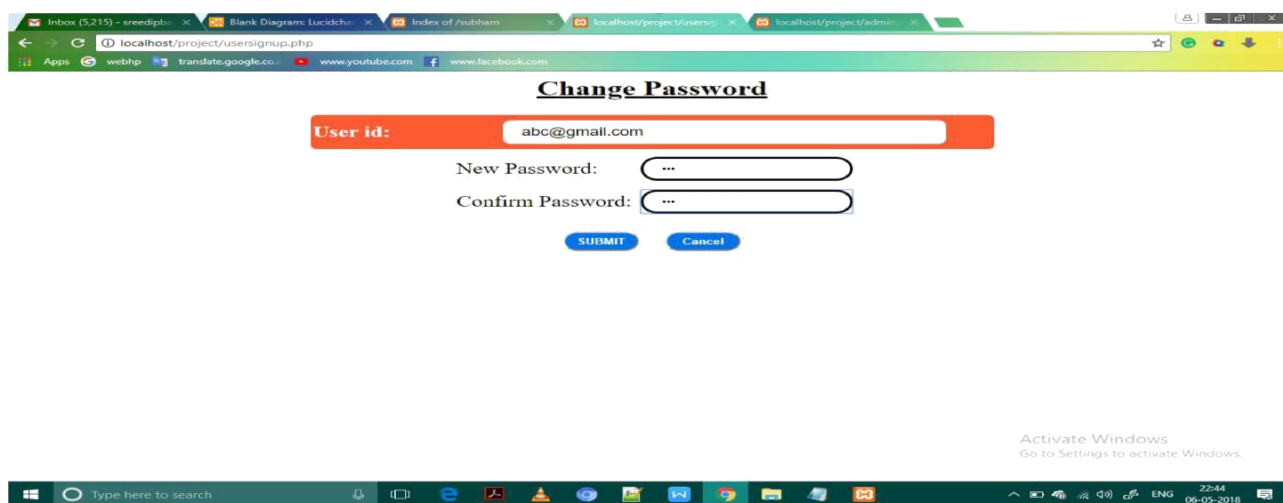 Inbox (5,215) - sreedipba
Blank Diagram: Lucidcha
Index of /subham
localhost/project/usersig
localhost/project/admin
localhost/project/usersignup.php
Apps
webhp
translate.google.co.
www.youtube.com
www.facebook.com
Change Password
User id:
abc@gmail.com
New Password:
•••
Confirm Password:
•••
SUBMIT
Cancel
Activate Windows
Go to Settings to activate Windows.
Type here to search
ENG
22:44
06-05-2018